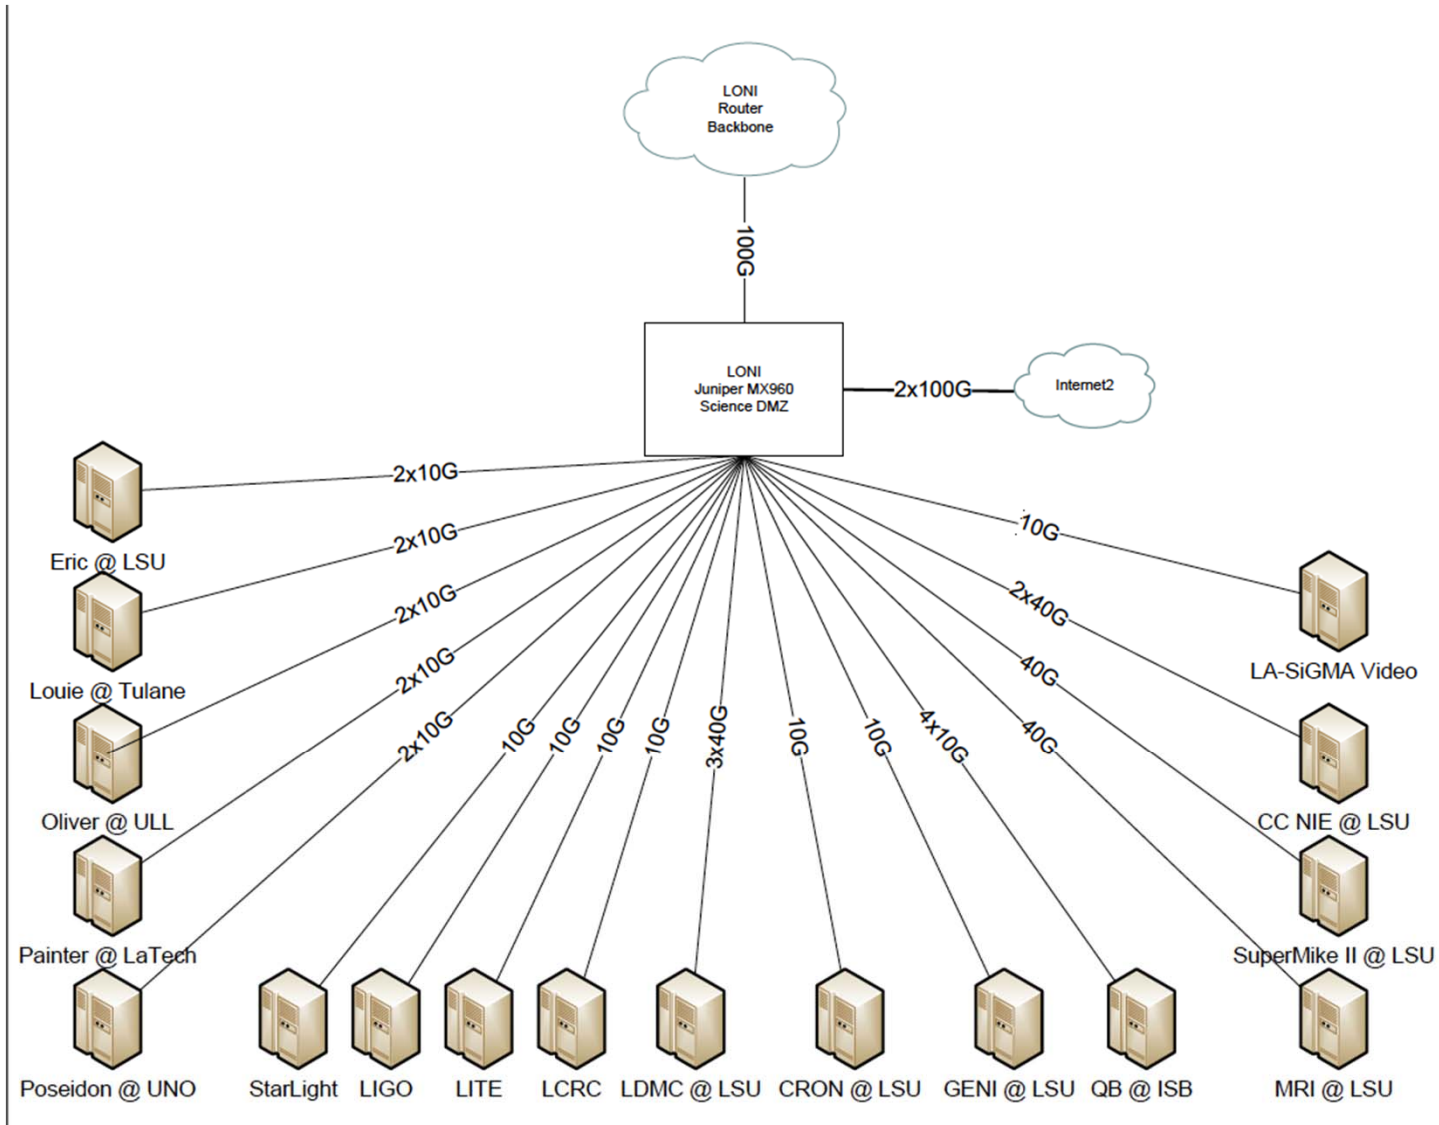 LONI
Router
Backbone
100G
LONI
Juniper MX960
Science DMZ
2x100G
Internet2
2x10G
Eric @ LSU
2x10G
Louie @ Tulane
2x10G
Oliver @ ULL
2x10G
Painter @ LaTech
2x10G
Poseidon @ UNO
10G
StarLight
10G
LIGO
10G
LITE
10G
LCRC
3x40G
LDMC @ LSU
10G
CRON @ LSU
10G
GENI @ LSU
4x10G
QB @ ISB
40G
MRI @ LSU
40G
SuperMike II @ LSU
2x40G
CC NIE @ LSU
10G
LA-SiGMA Video